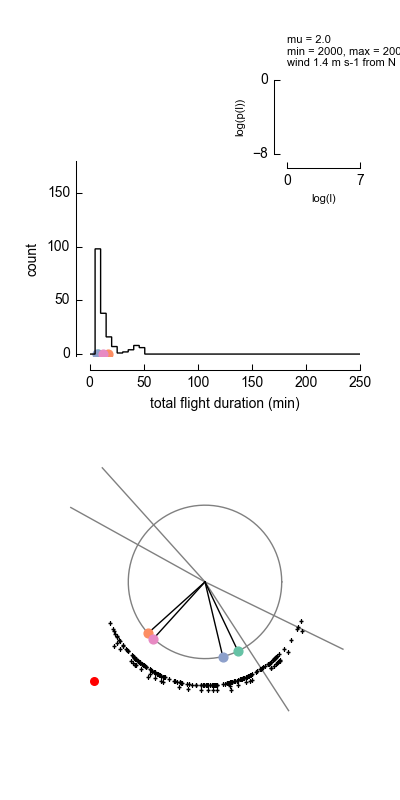 mu = 2.0
min = 2000, max = 200
wind 1.4 m s-1 from N
0
log(p(l))
−8
0 7
log(l)
150
count
100
50
0
0 50 100 150 200 250
total flight duration (min)